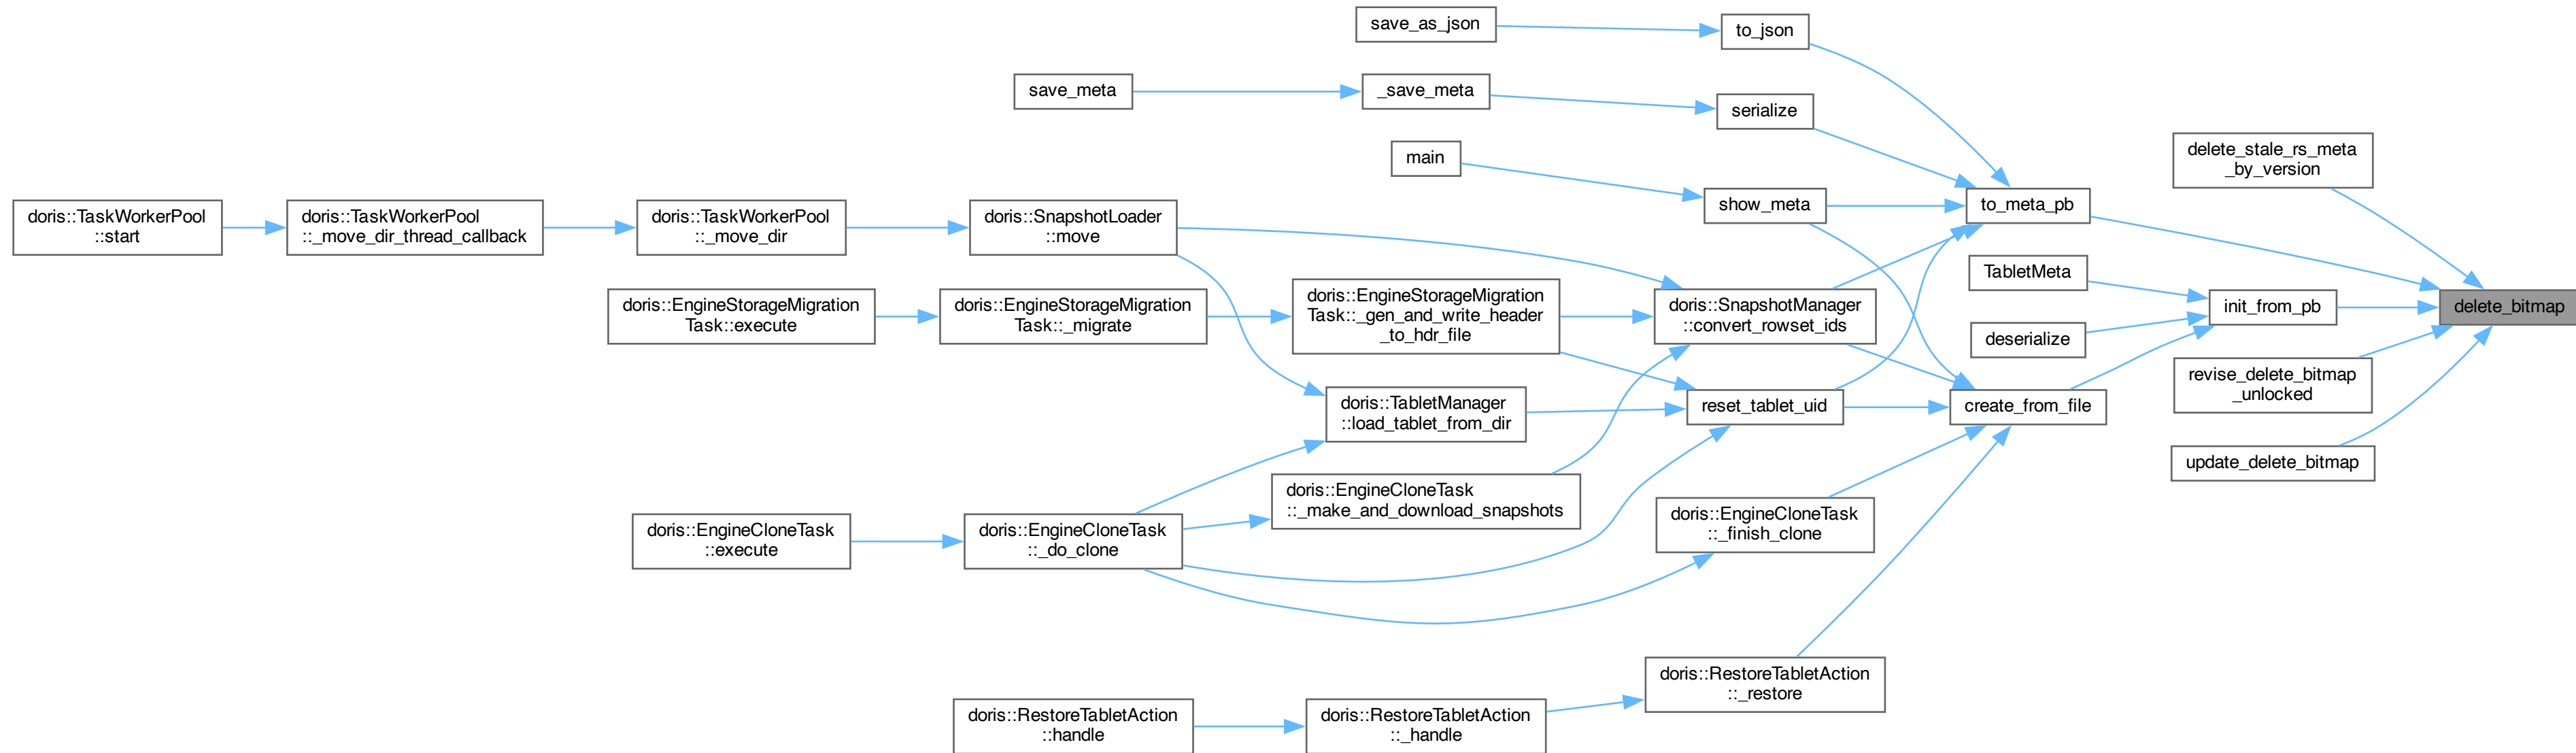 save_as_json
to_json
save_meta
_save_meta
serialize
main
delete_stale_rs_meta
_by_version
doris::TaskWorkerPool
::start
doris::TaskWorkerPool
::_move_dir_thread_callback
doris::TaskWorkerPool
::_move_dir
doris::SnapshotLoader
::move
show_meta
to_meta_pb
TabletMeta
doris::EngineStorageMigration
Task::execute
doris::EngineStorageMigration
Task::_migrate
doris::EngineStorageMigration
Task::_gen_and_write_header
_to_hdr_file
doris::SnapshotManager
::convert_rowset_ids
init_from_pb
delete_bitmap
deserialize
doris::TabletManager
::load_tablet_from_dir
reset_tablet_uid
create_from_file
revise_delete_bitmap
_unlocked
update_delete_bitmap
doris::EngineCloneTask
::_make_and_download_snapshots
doris::EngineCloneTask
::_finish_clone
doris::EngineCloneTask
::execute
doris::EngineCloneTask
::_do_clone
doris::RestoreTabletAction
::_restore
doris::RestoreTabletAction
::handle
doris::RestoreTabletAction
::_handle